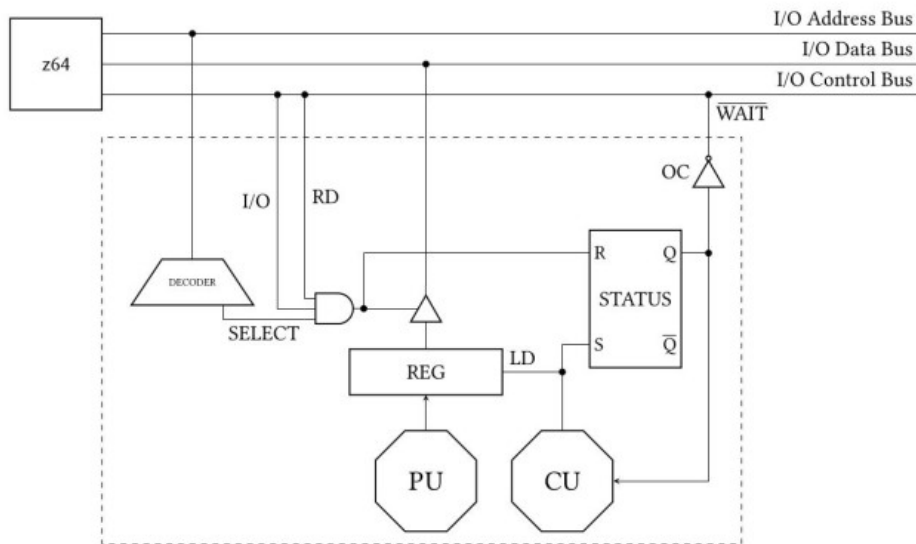 I/O Address Bus
z64
I/O Data Bus
I/O Control Bus
WAIT
OC
I/O
RD
R
Q
DECODER
STATUS
SELECT
LD
S
Q
REG
PU
CU